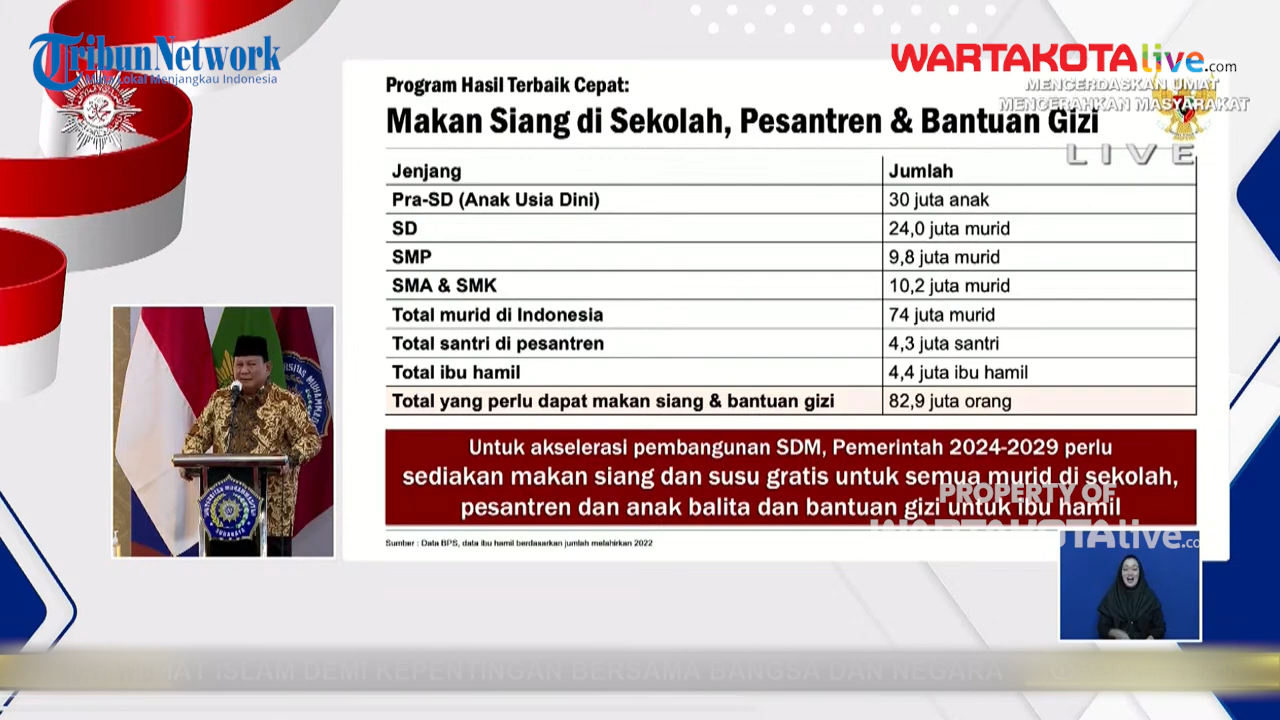 TribunNetwork
Mata Lokal Menjangkau Indonesia
WARTAKOTAlive.com
MENCERDASKAN UMAT
MENCERAHKAN MASYARAKAT
LIVE
Program Hasil Terbaik Cepat:
Makan Siang di Sekolah, Pesantren & Bantuan Gizi
Jenjang Jumlah
Pra-SD (Anak Usia Dini) 30 juta anak
SD 24,0 juta murid
SMP 9,8 juta murid
SMA & SMK 10,2 juta murid
Total murid di Indonesia 74 juta murid
Total santri di pesantren 4,3 juta santri
Total ibu hamil 4,4 juta ibu hamil
Total yang perlu dapat makan siang & bantuan gizi 82,9 juta orang
Untuk akselerasi pembangunan SDM, Pemerintah 2024-2029 perlu
sediakan makan siang dan susu gratis untuk semua murid di sekolah,
pesantren dan anak balita dan bantuan gizi untuk ibu hamil
Sumber : Data BPS, data ibu hamil berdasarkan jumlah melahirkan 2022
PROPERTY OF
WARTAKOTAlive.co
SURABAYA
ISLAM DEMI KEPENTINGAN BERSAMA BANGSA DAN NEGARA